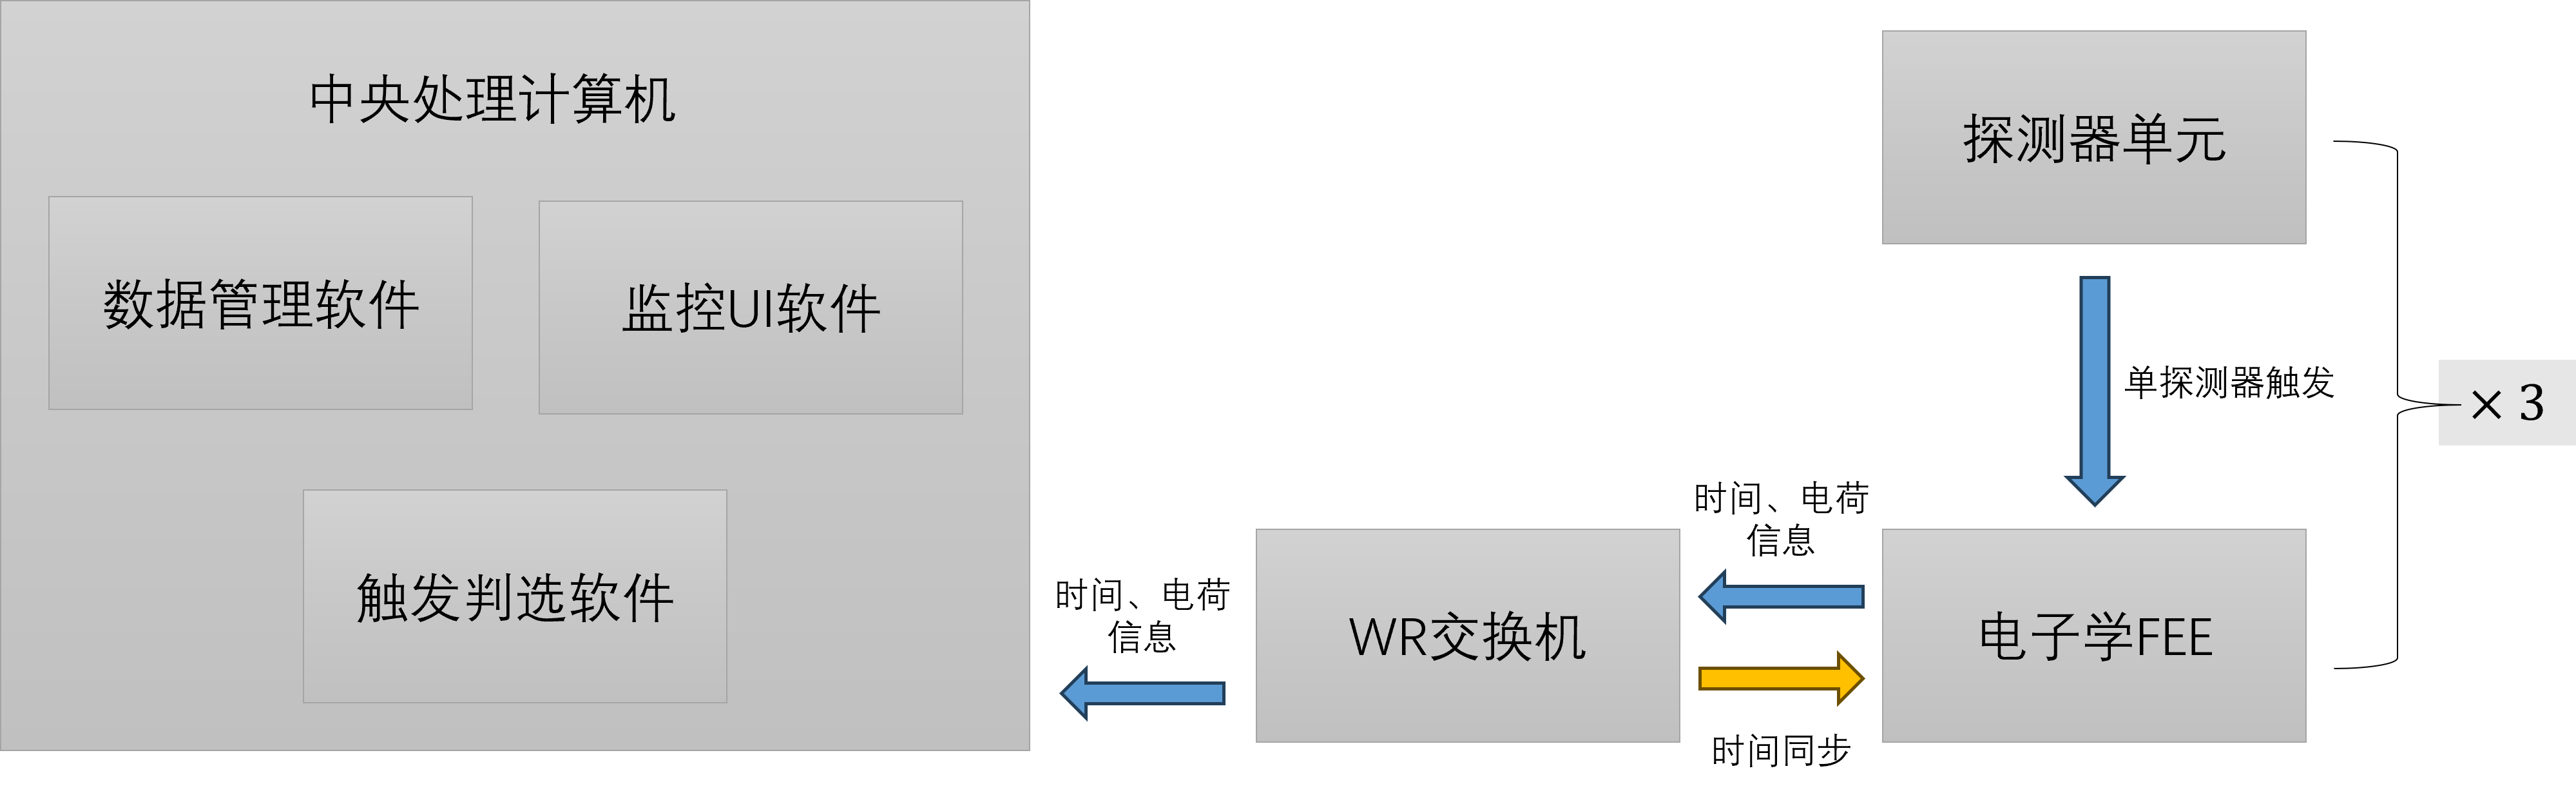 中央处理计算机
数据管理软件
监控UI软件
触发判选软件
时间、电荷
信息
WR交换机
时间、电荷
信息
时间同步
探测器单元
单探测器触发
电子学FEE
× 3